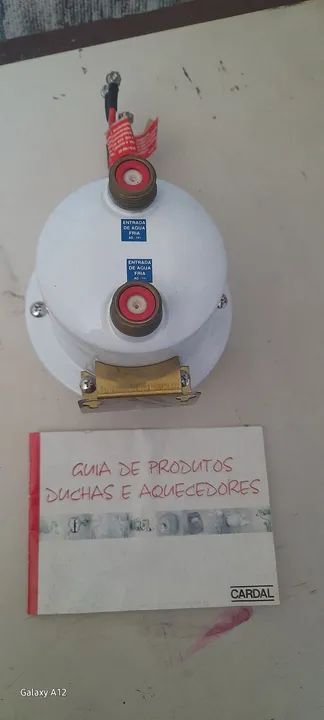 ENTRADA
DE AGUA
FRIA
ENTRADA
DE AGUA
FRIA
GUIA DE PRODUTOS
DUCHAS E AQUECEDORES
CARDAL
Galaxy A12